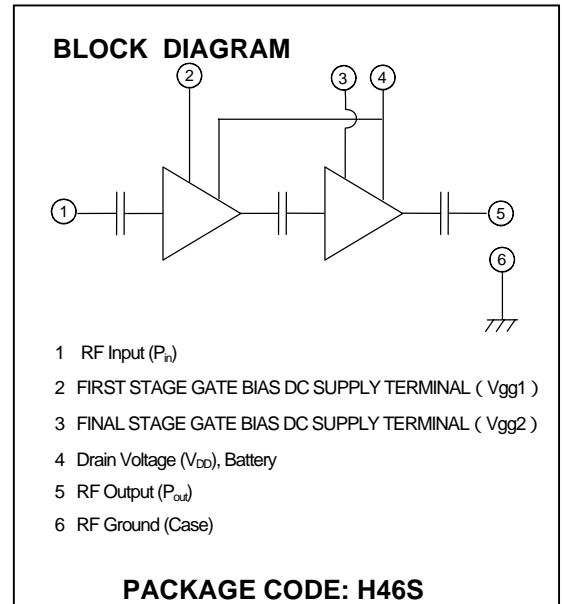 BLOCK DIAGRAM
2
3
4
1
5
6
1 RF Input (Pin)
2 FIRST STAGE GATE BIAS DC SUPPLY TERMINAL ( Vgg1 )
3 FINAL STAGE GATE BIAS DC SUPPLY TERMINAL ( Vgg2 )
4 Drain Voltage (VDD), Battery
5 RF Output (Pout)
6 RF Ground (Case)
PACKAGE CODE: H46S